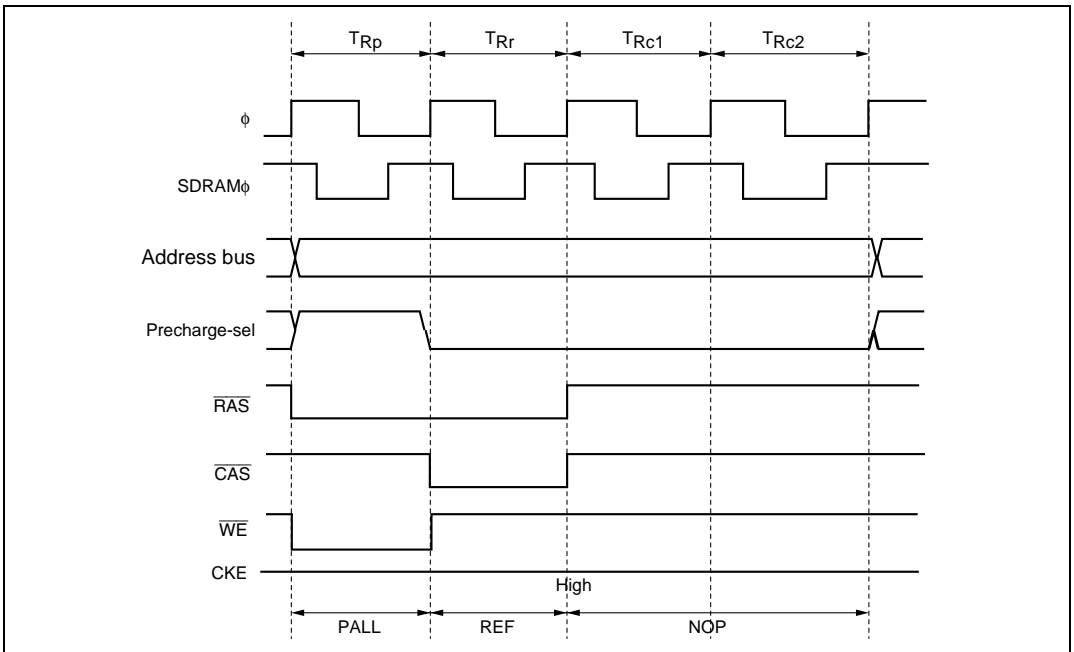 TRp TRr TRc1 TRc2
ϕ
SDRAMϕ
Address bus
Precharge-sel
RAS
CAS
WE
CKE
High
PALL REF NOP